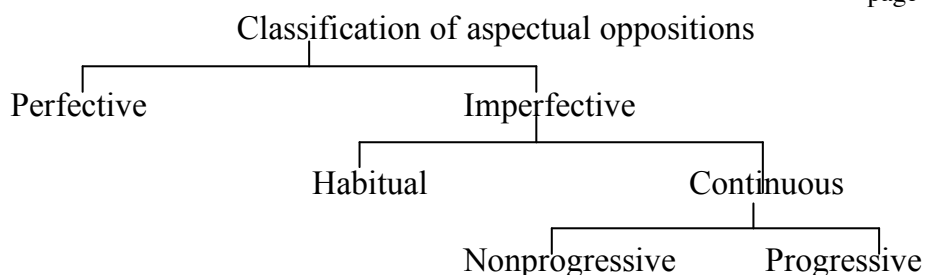 page
Classification of aspectual oppositions
Perfective Imperfective
Habitual Continuous
Nonprogressive Progressive